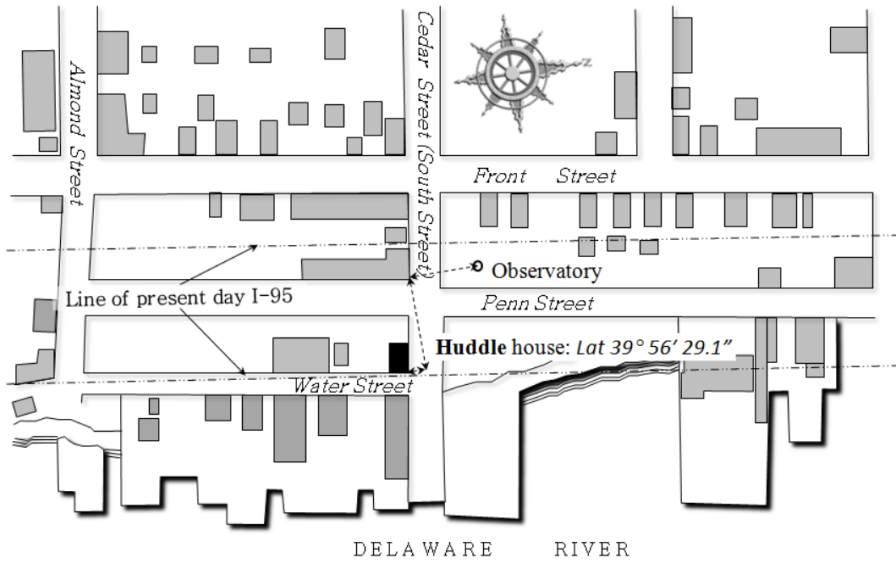 Almond Street
Cedar Street (South Street)
N
Front Street
Observatory
Line of present day I-95
Penn Street
Huddle house: Lat 39° 56′ 29.1″
Water Street
DELAWARE RIVER